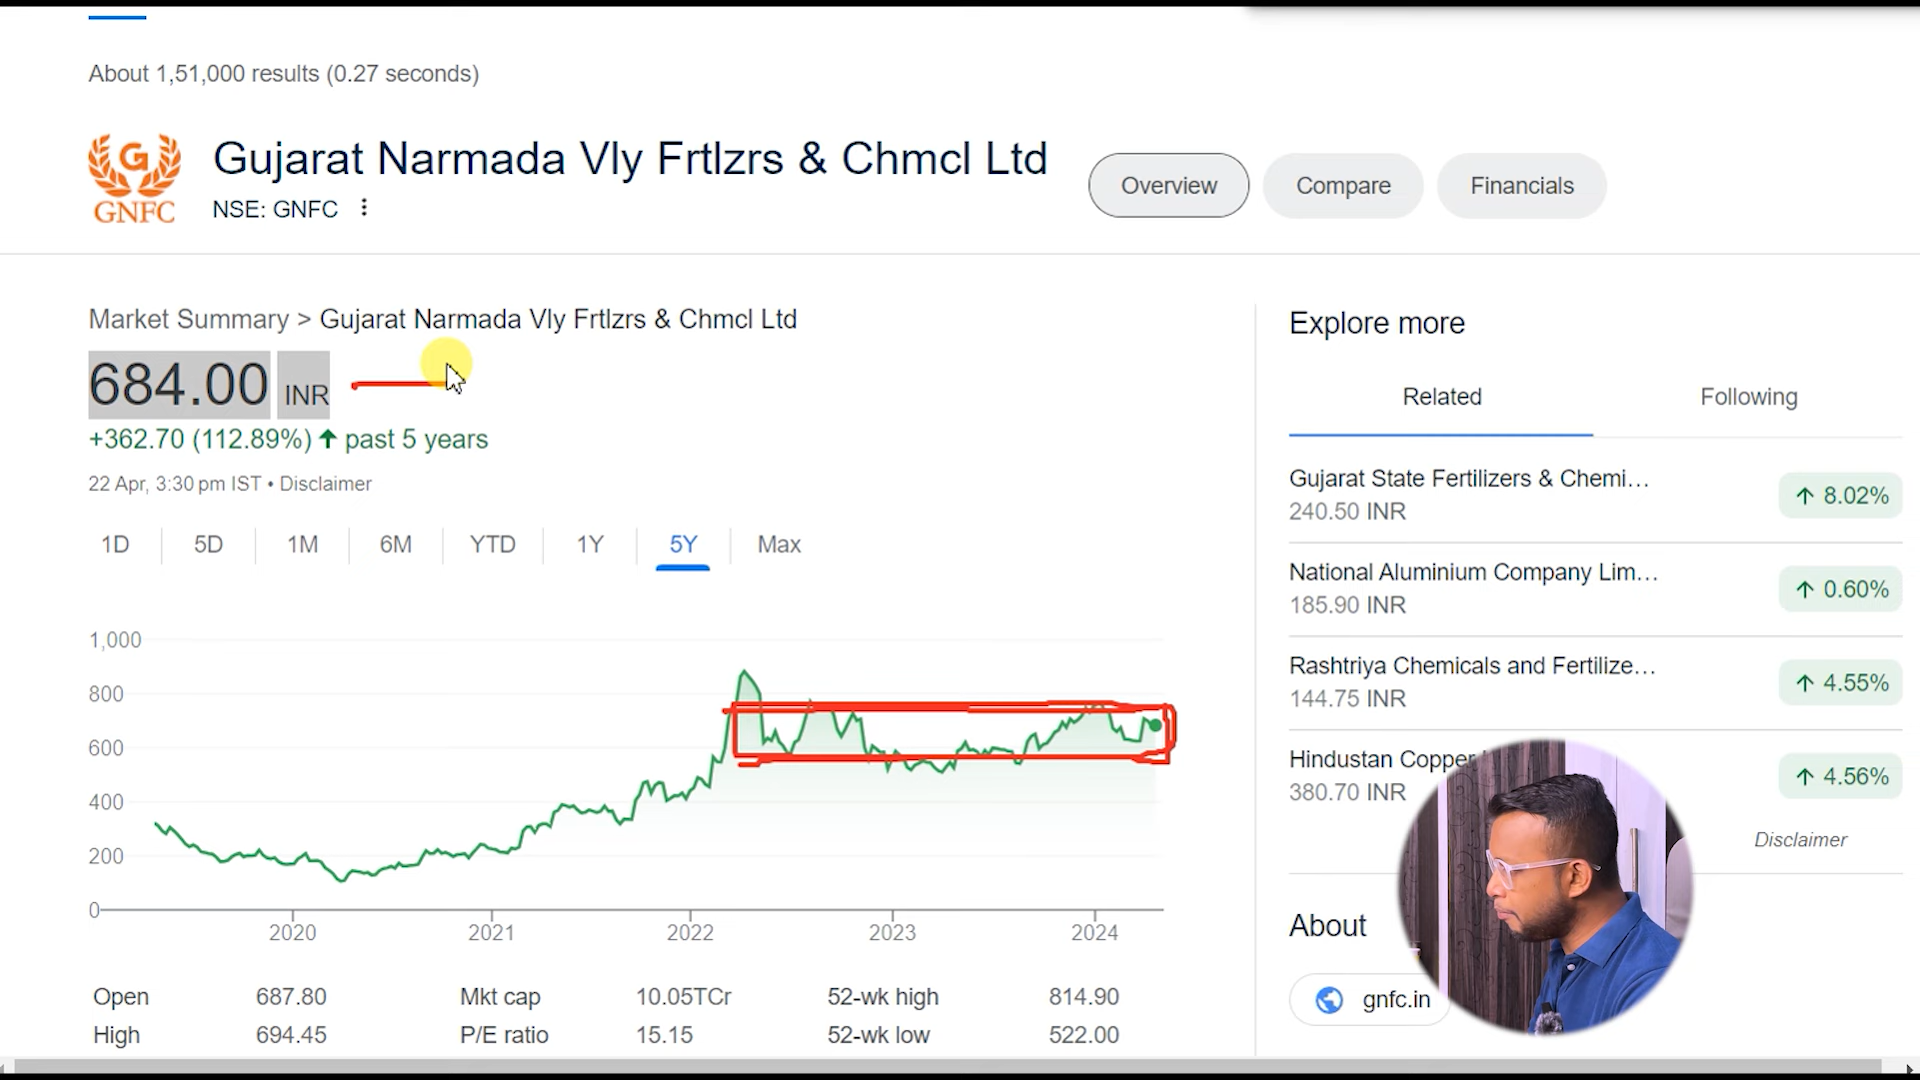 About 1,51,000 results (0.27 seconds)
G
GNFC
Gujarat Narmada Vly Frtlzrs & Chmcl Ltd
NSE: GNFC
Overview
Compare
Financials
Market Summary > Gujarat Narmada Vly Frtlzrs & Chmcl Ltd
684.00 INR
+362.70 (112.89%) ↑ past 5 years
22 Apr, 3:30 pm IST • Disclaimer
1D 5D 1M 6M YTD 1Y 5Y Max
1,000
800
600
400
200
0
2020 2021 2022 2023 2024
Open 687.80 Mkt cap 10.05TCr 52-wk high 814.90
High 694.45 P/E ratio 15.15 52-wk low 522.00
Explore more
Related Following
Gujarat State Fertilizers & Chemi...
240.50 INR
↑ 8.02%
National Aluminium Company Lim...
185.90 INR
↑ 0.60%
Rashtriya Chemicals and Fertilize...
144.75 INR
↑ 4.55%
Hindustan Copper
380.70 INR
↑ 4.56%
Disclaimer
About
gnfc.in